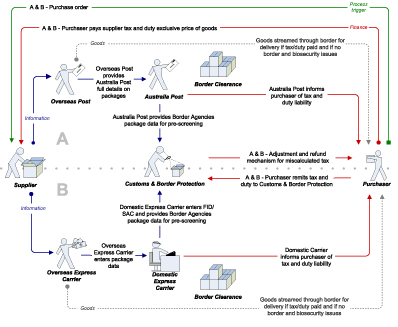 A & B - Purchase order
Process
trigger
A & B - Purchaser pays supplier tax and duty exclusive price of goods
Finance
Goods
Goods streamed through border for
delivery if tax/duty paid and if no
border and biosecurity issues
Overseas Post
provides
Australia Post
full details on
packages
Overseas Post
Australia Post
Border Clearance
Australia Post informs
purchaser of tax and
duty liability
Information
Australia Post provides Border Agencies
package data for pre-screening
A
A & B - Adjustment and refund
mechanism for miscalculated tax
Supplier
Customs & Border Protection
Purchaser
B
A & B - Purchaser remits tax and
duty to Customs & Border Protection
Information
Domestic Express Carrier enters FID/
SAC and provides Border Agencies
package data for pre-screening
Overseas
Express Carrier
enters package
data
Domestic Carrier
informs purchaser
of tax and duty liability
Overseas Express
Carrier
Domestic
Express
Carrier
Border Clearance
Goods
Goods streamed through border for
delivery if tax/duty paid and if no
border and biosecurity issues